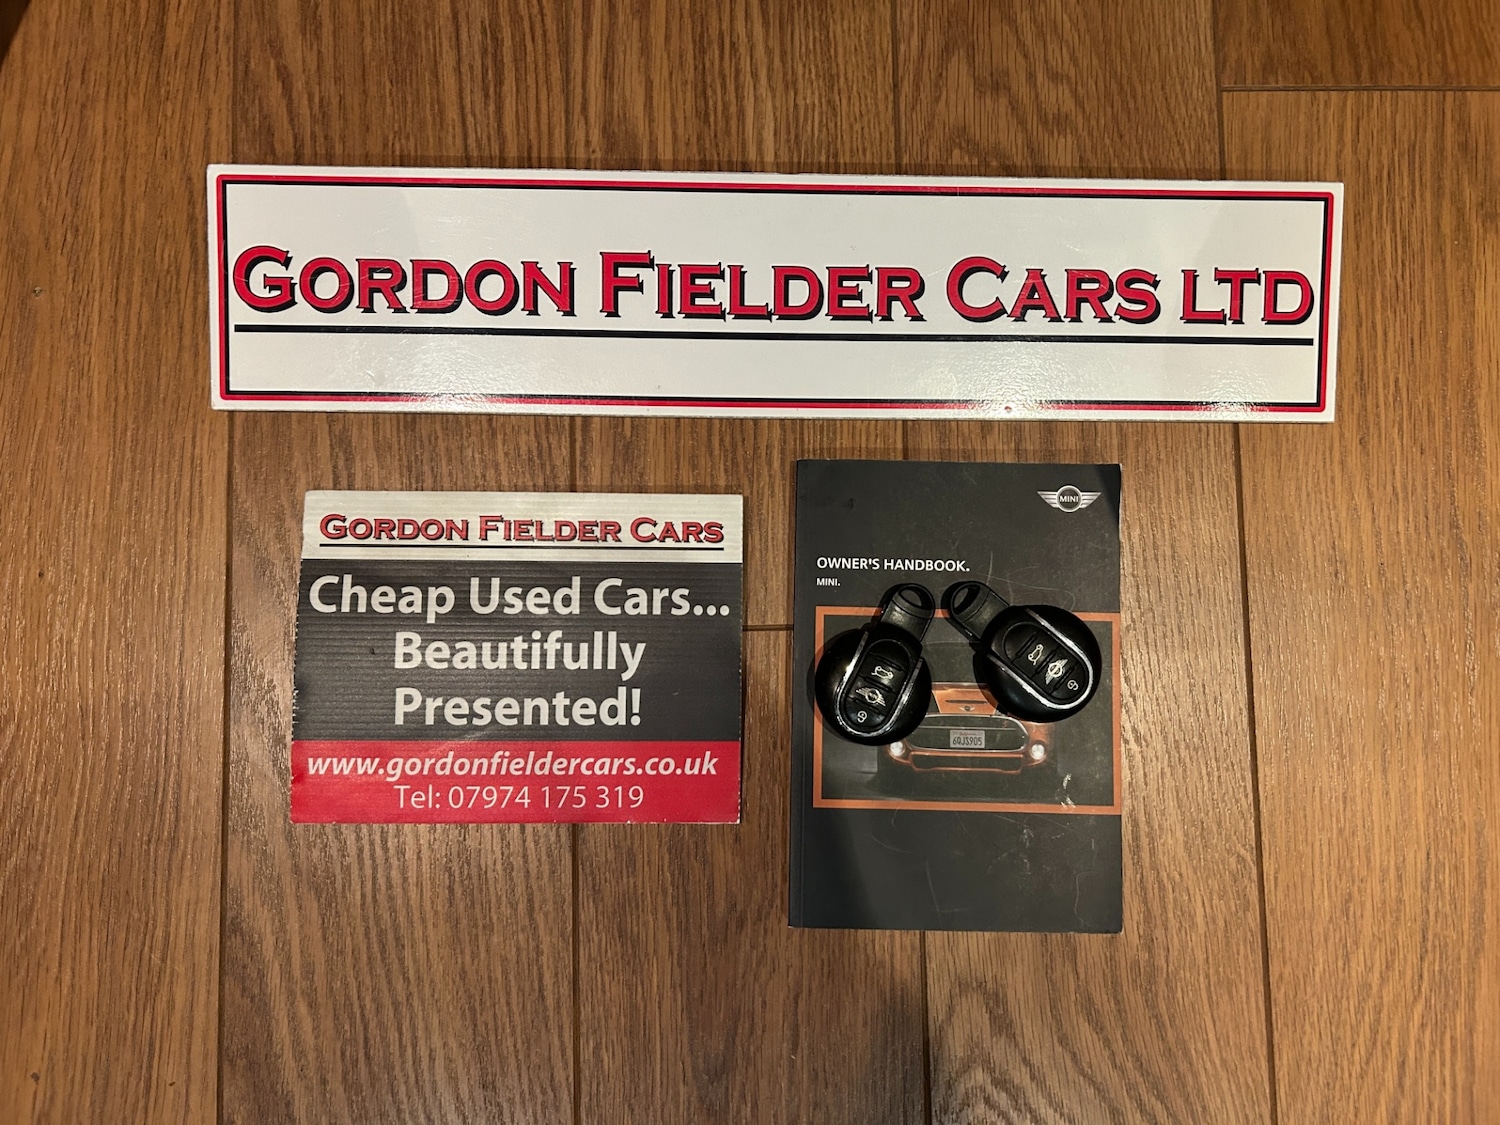 GORDON FIELDER CARS LTD
GORDON FIELDER CARS
Cheap Used Cars...
Beautifully
Presented!
www.gordonfieldercars.co.uk
Tel: 07974 175 319
MINI
OWNER'S HANDBOOK.
MINI.
6QJS905